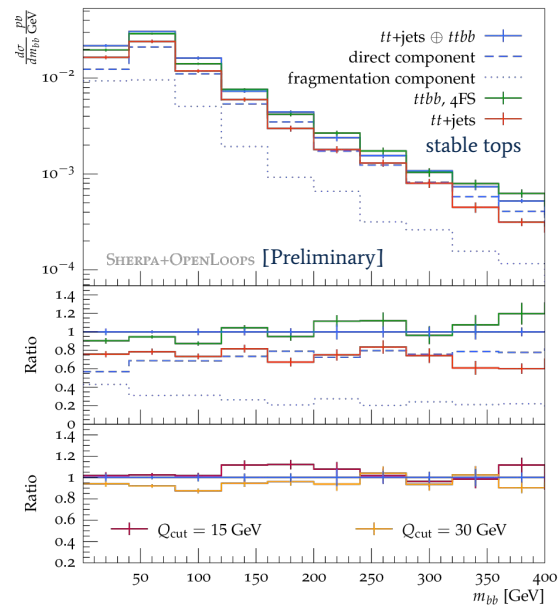 dσ/dm_bb pb/GeV
tt+jets ⊕ ttbb
direct component
fragmentation component
ttbb, 4FS
tt+jets
stable tops
10^−2
10^−3
10^−4
SHERPA+OPENLOOPS [Preliminary]
1.4
1.2
1
0.8
0.6
0.4
0.2
0
Ratio
1.4
1.2
1
0.8
0.6
0.4
0.2
Ratio
Q_cut = 15 GeV Q_cut = 30 GeV
50 100 150 200 250 300 350 400
m_bb [GeV]